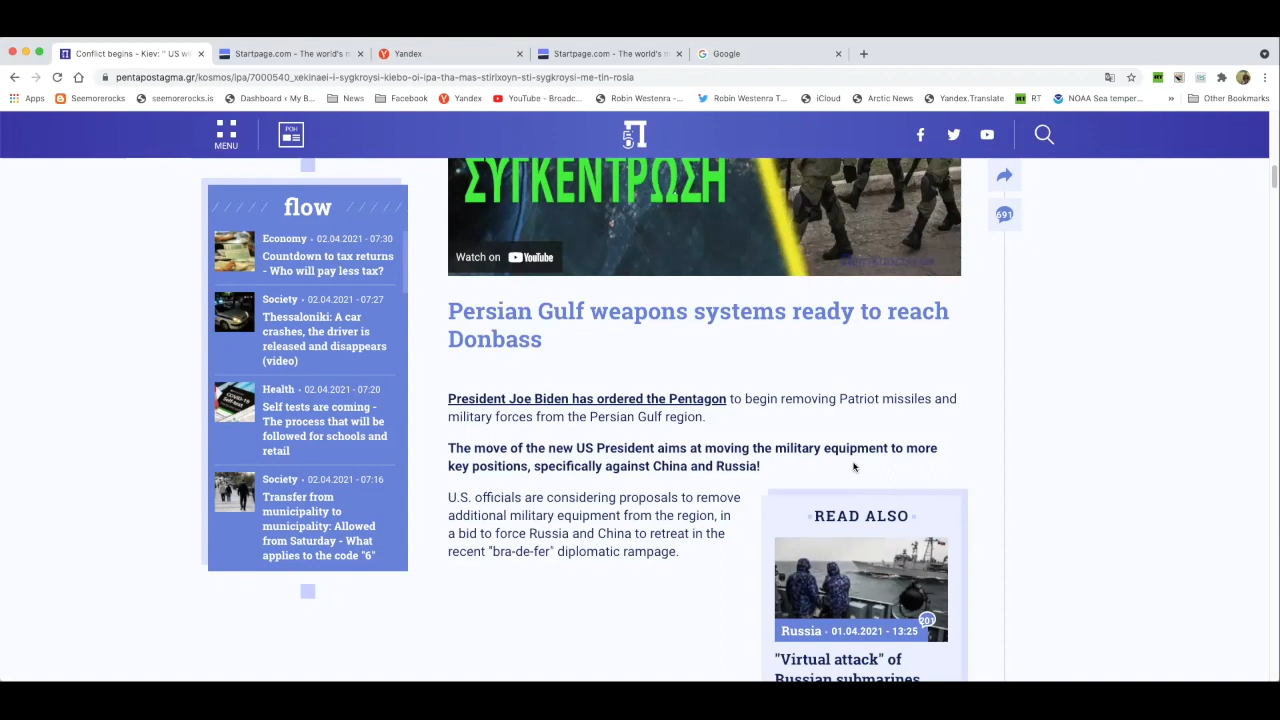 Conflict begins - Kiev: " US wi
Startpage.com - The world's m
Yandex
Startpage.com - The world's m
Google
pentapostagma.gr/kosmos/ipa/7000540_xekinaei-i-sygkroysi-kiebo-oi-ipa-tha-mas-stirixoyn-sti-sygkroysi-me-tin-rosia
Apps
Seemorerocks
seemorerocks.is
Dashboard ‹ My B...
News
Facebook
Yandex
YouTube - Broadc...
Robin Westenra -...
Robin Westenra T...
iCloud
Arctic News
Yandex.Translate
RT
RT
NOAA Sea temper...
»
Other Bookmarks
MENU
ΡΟΗ
ΣΥΓΚΕΝΤΡΩΣΗ
Watch on YouTube
691
flow
Economy • 02.04.2021 - 07:30
Countdown to tax returns
- Who will pay less tax?
Society • 02.04.2021 - 07:27
Thessaloniki: A car
crashes, the driver is
released and disappears
(video)
Health • 02.04.2021 - 07:20
Self tests are coming -
The process that will be
followed for schools and
retail
Society • 02.04.2021 - 07:16
Transfer from
municipality to
municipality: Allowed
from Saturday - What
applies to the code "6"
Persian Gulf weapons systems ready to reach
Donbass
President Joe Biden has ordered the Pentagon to begin removing Patriot missiles and
military forces from the Persian Gulf region.
The move of the new US President aims at moving the military equipment to more
key positions, specifically against China and Russia!
U.S. officials are considering proposals to remove
additional military equipment from the region, in
a bid to force Russia and China to retreat in the
recent "bra-de-fer" diplomatic rampage.
READ ALSO
201
Russia • 01.04.2021 - 13:25
"Virtual attack" of
Russian submarines